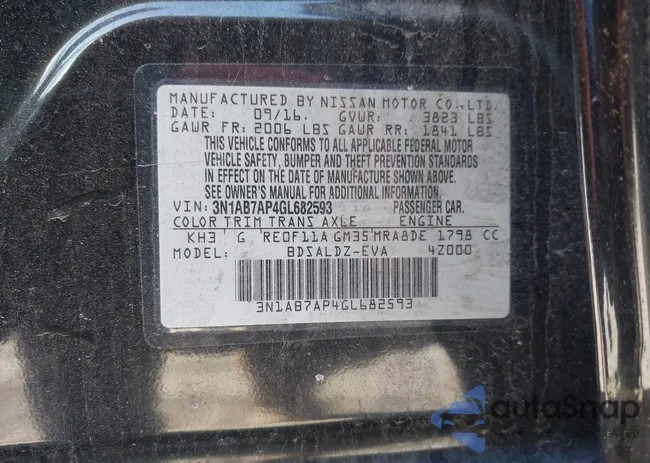 MANUFACTURED BY NISSAN MOTOR CO.,LTD.
DATE: 09/16. GVWR: 3823 LBS
GAWR FR: 2006 LBS GAWR RR: 1841 LBS
THIS VEHICLE CONFORMS TO ALL APPLICABLE FEDERAL MOTOR
VEHICLE SAFETY, BUMPER AND THEFT PREVENTION STANDARDS
IN EFFECT ON THE DATE OF MANUFACTURE SHOWN ABOVE.
SEE OWNER'S MANUAL FOR ADDITIONAL INFORMATION.
VIN: 3N1AB7AP4GL682593 PASSENGER CAR.
COLOR TRIM TRANS AXLE ENGINE
KH3 G RE0F11A GM35 MRA8DE 1798 CC
MODEL: BDSALDZ-EVA 4Z000
3N1AB7AP4GL682593
autoSnap